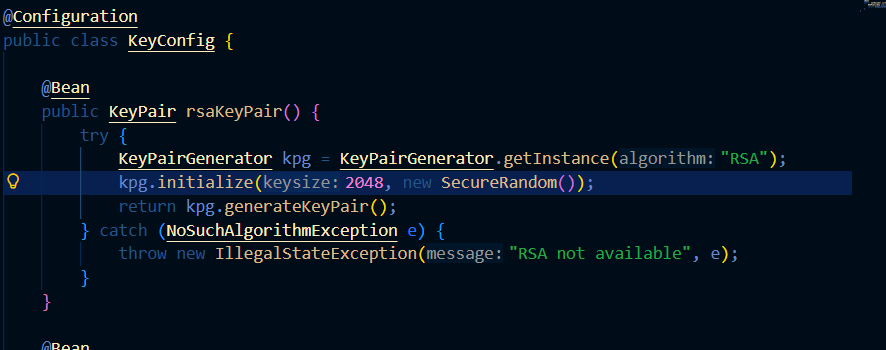 @Configuration
public class KeyConfig {
@Bean
public KeyPair rsaKeyPair() {
try {
KeyPairGenerator kpg = KeyPairGenerator.getInstance(algorithm: "RSA");
kpg.initialize(keysize: 2048, new SecureRandom());
return kpg.generateKeyPair();
} catch (NoSuchAlgorithmException e) {
throw new IllegalStateException(message: "RSA not available", e);
}
}
@Bean